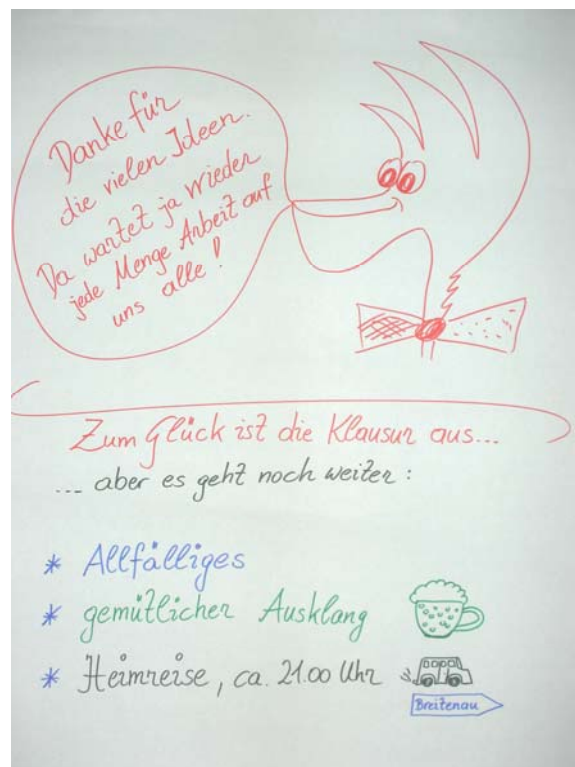 Danke für
die vielen Ideen.
Da wartet ja wieder
jede Menge Arbeit auf
uns alle!
Zum Glück ist die Klausur aus...
... aber es geht noch weiter:
* Allfälliges
* gemütlicher Ausklang
* Heimreise, ca. 21.00 Uhr
Breitenau